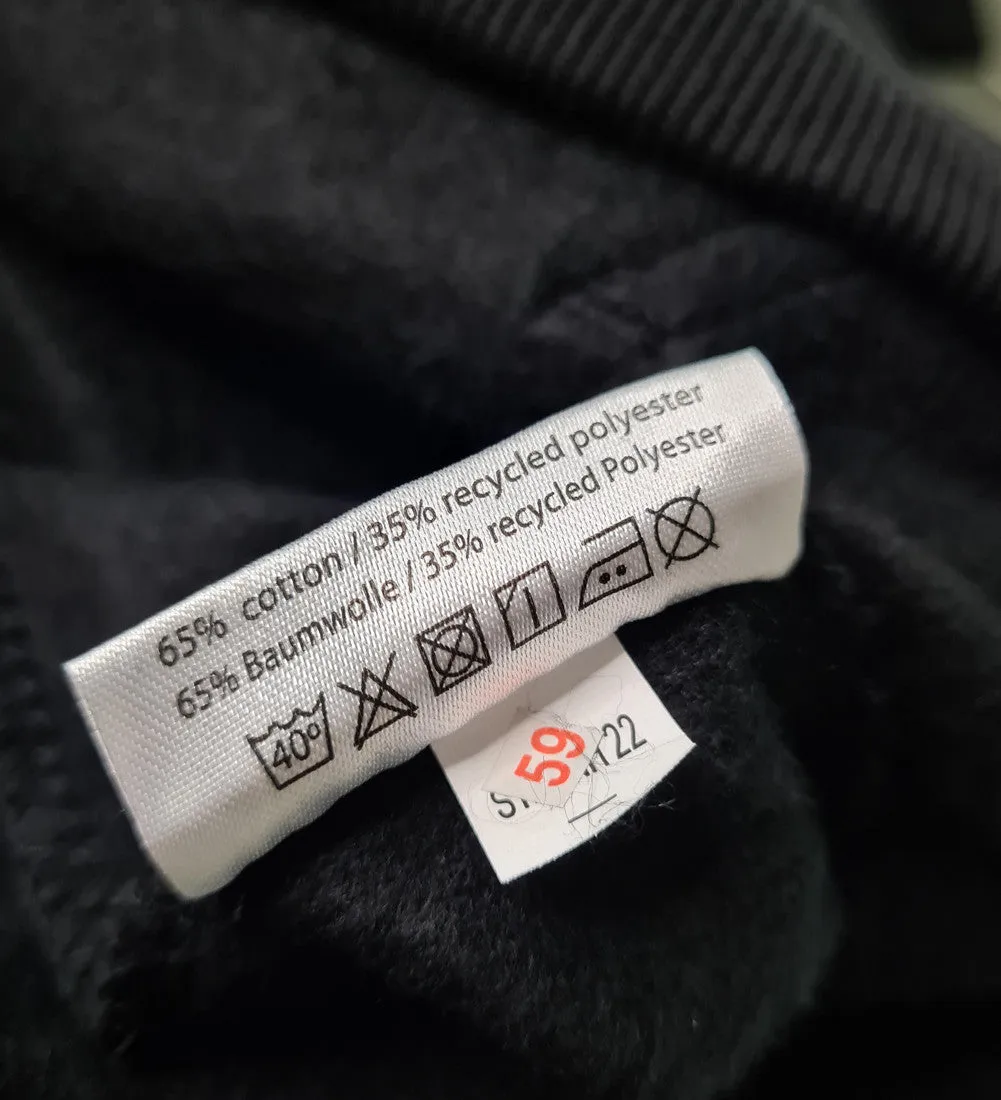 65% cotton / 35% recycled polyester
65% Baumwolle / 35% recycled Polyester
40°
59